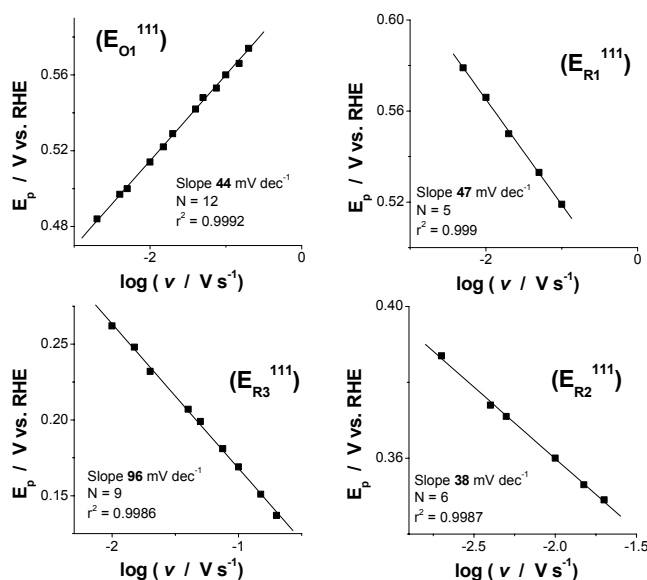 (E_O1^111)
E_p / V vs. RHE
0.56
0.52
0.48
Slope 44 mV dec^-1
N = 12
r^2 = 0.9992
-2
-1
0
log ( v / V s^-1)
(E_R1^111)
E_p / V vs. RHE
0.60
0.56
0.52
Slope 47 mV dec^-1
N = 5
r^2 = 0.999
-2
-1
0
log ( v / V s^-1)
(E_R3^111)
E_p / V vs. RHE
0.25
0.20
0.15
Slope 96 mV dec^-1
N = 9
r^2 = 0.9986
-2
-1
log ( v / V s^-1)
(E_R2^111)
E_p / V vs. RHE
0.40
0.36
Slope 38 mV dec^-1
N = 6
r^2 = 0.9987
-2.5
-2.0
-1.5
log ( v / V s^-1)